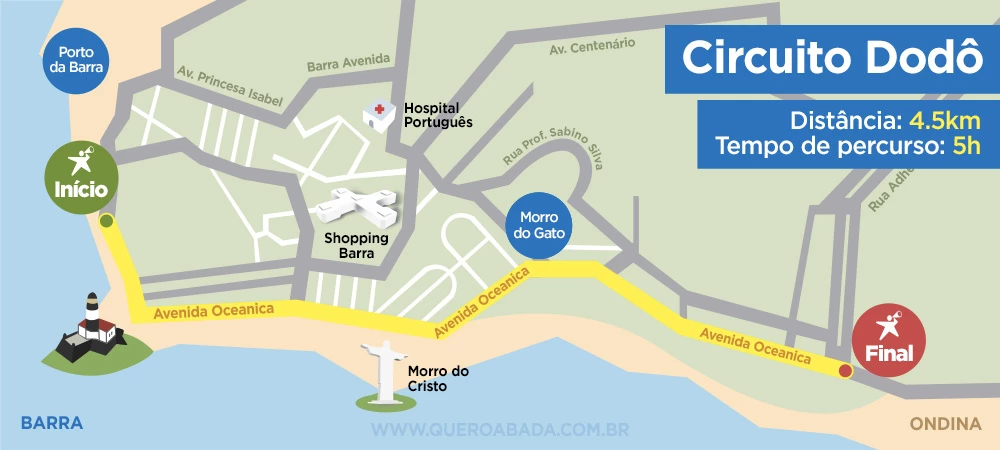 Porto
da Barra
Av. Princesa Isabel
Barra Avenida
Av. Centenário
Circuito Dodô
Distância: 4.5km
Tempo de percurso: 5h
Hospital
Português
Rua Prof. Sabino Silva
Rua Adhe
Início
Shopping
Barra
Morro
do Gato
Avenida Oceanica
Avenida Oceanica
Avenida Oceanica
Final
Morro do
Cristo
BARRA
WWW.QUEROABADA.COM.BR
ONDINA